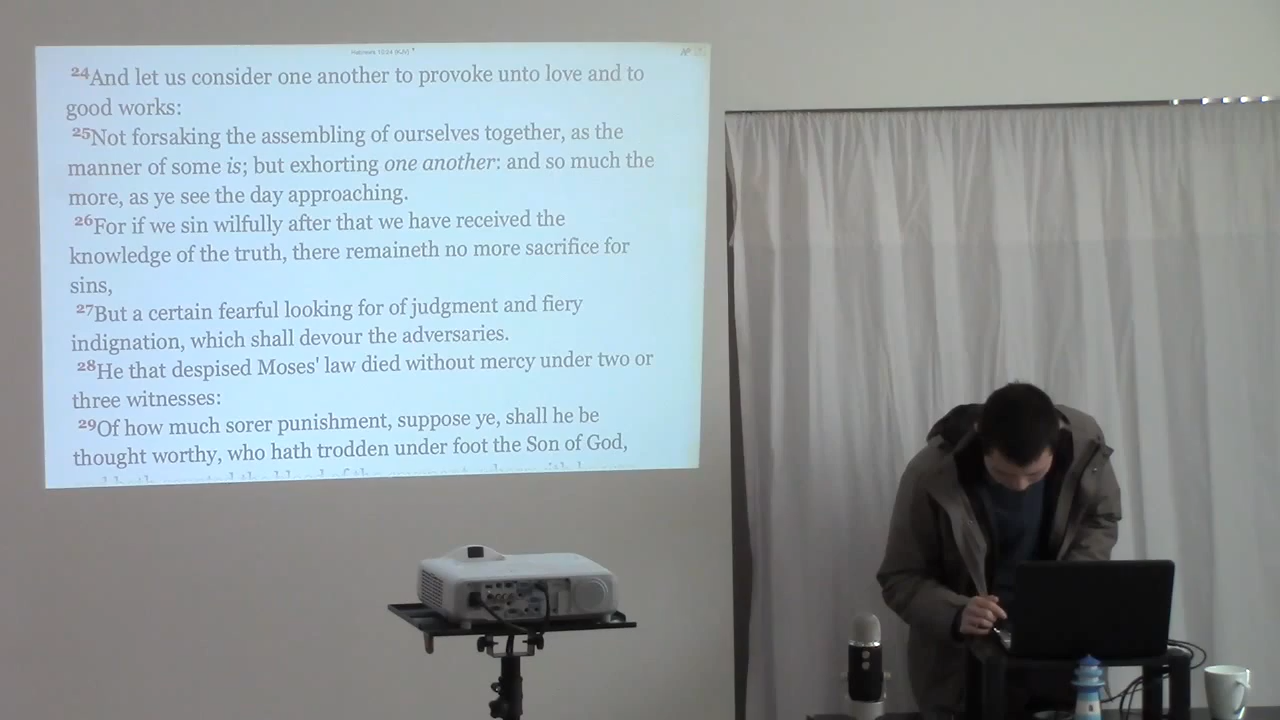 Hebrews 10:24 (KJV)
24And let us consider one another to provoke unto love and to
good works:
25Not forsaking the assembling of ourselves together, as the
manner of some is; but exhorting one another: and so much the
more, as ye see the day approaching.
26For if we sin wilfully after that we have received the
knowledge of the truth, there remaineth no more sacrifice for
sins,
27But a certain fearful looking for of judgment and fiery
indignation, which shall devour the adversaries.
28He that despised Moses' law died without mercy under two or
three witnesses:
29Of how much sorer punishment, suppose ye, shall he be
thought worthy, who hath trodden under foot the Son of God,